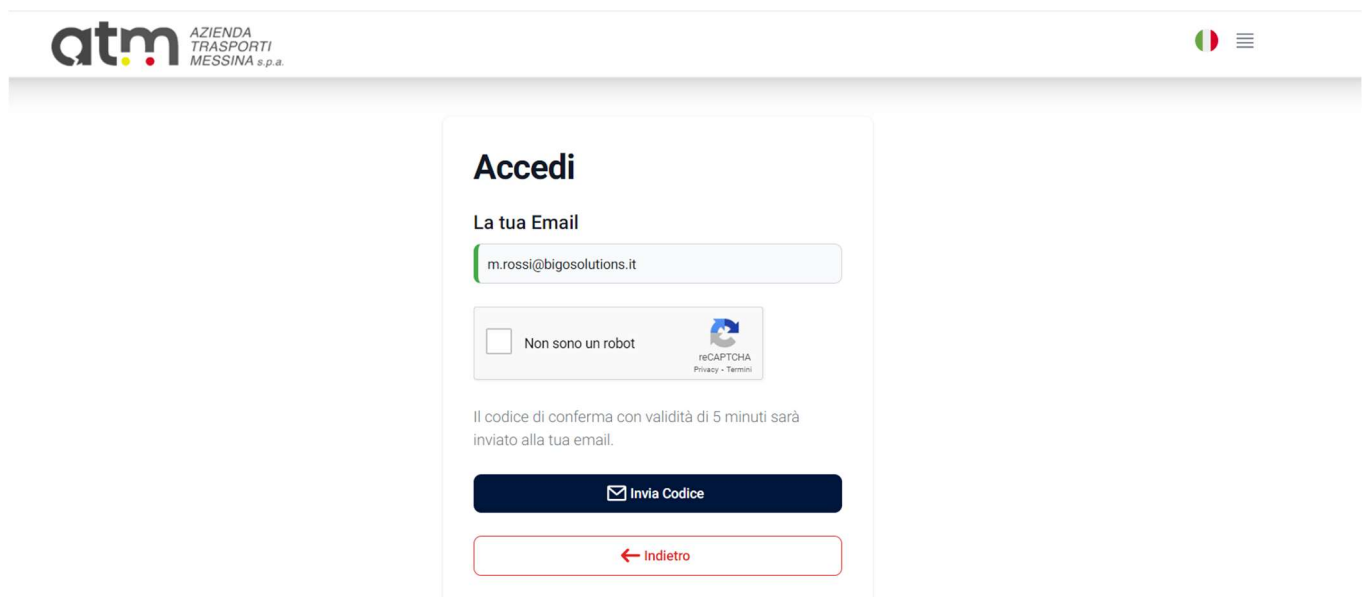 atm AZIENDA
TRASPORTI
MESSINA s.p.a.
Accedi
La tua Email
m.rossi@bigosolutions.it
Non sono un robot
reCAPTCHA
Privacy - Termini
Il codice di conferma con validità di 5 minuti sarà
inviato alla tua email.
Invia Codice
Indietro